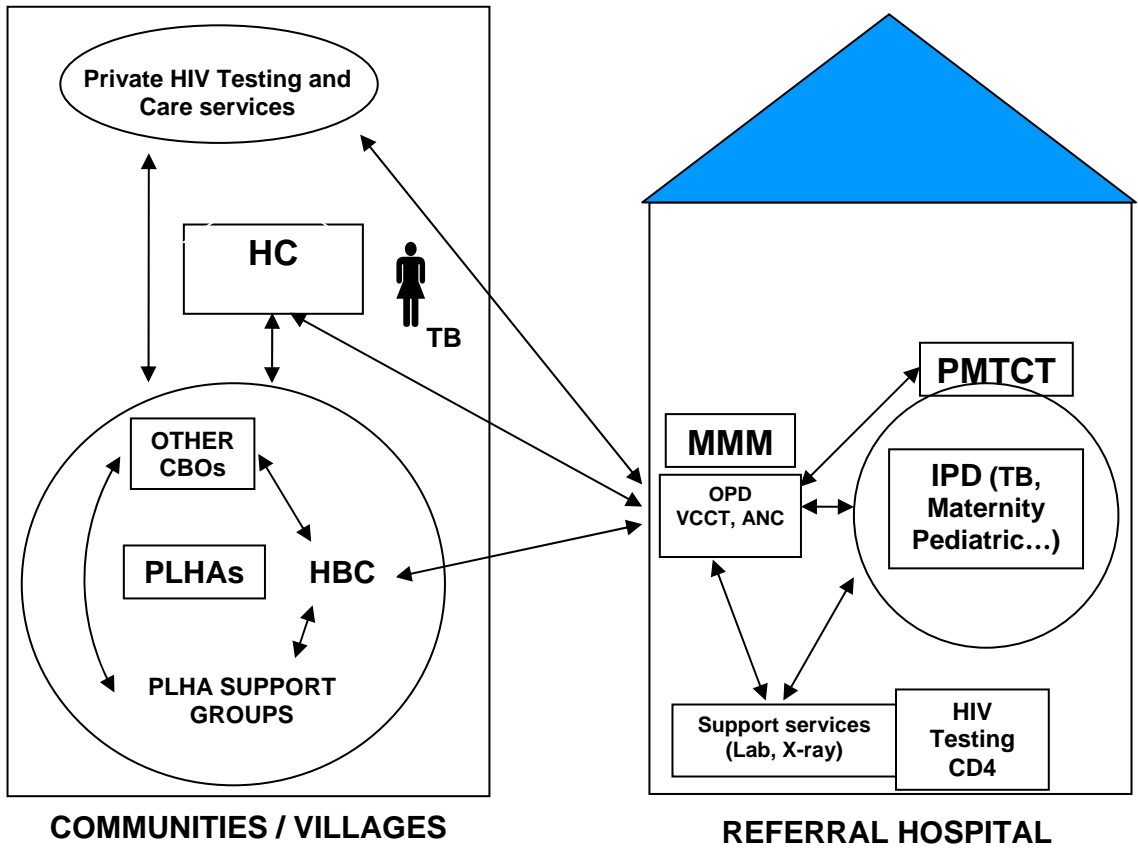 Private HIV Testing and
Care services
HC
TB
OTHER
CBOs
PLHAs
HBC
PLHA SUPPORT
GROUPS
COMMUNITIES / VILLAGES
PMTCT
MMM
OPD
VCCT, ANC
IPD (TB,
Maternity
Pediatric…)
Support services
(Lab, X-ray)
HIV
Testing
CD4
REFERRAL HOSPITAL